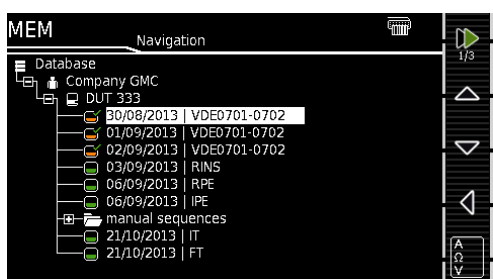 MEM
Navigation
1/3
Database
Company GMC
DUT 333
30/08/2013 | VDE0701-0702
01/09/2013 | VDE0701-0702
02/09/2013 | VDE0701-0702
03/09/2013 | RINS
06/09/2013 | RPE
06/09/2013 | IPE
manual sequences
21/10/2013 | IT
21/10/2013 | FT
A
Ω
V